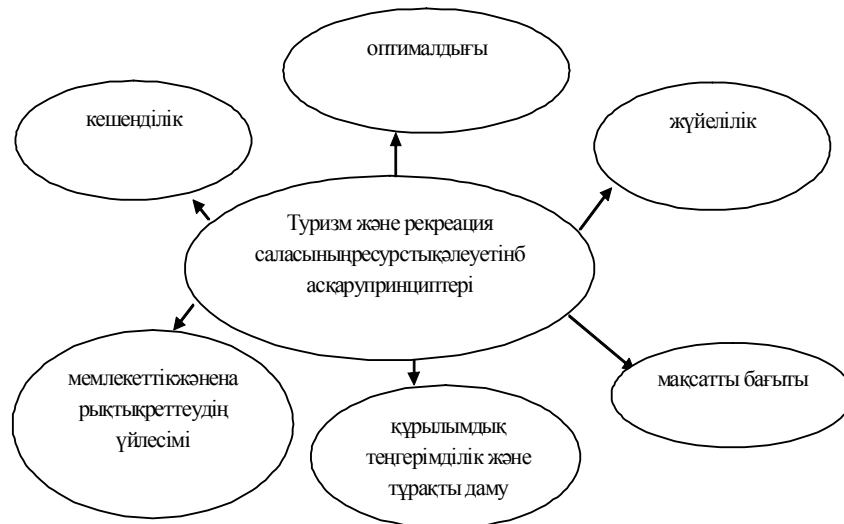 оптималдығы
кешенділік
жүйелілік
Туризм және рекреация
саласыныңресурстықәлеуетінб
асқарупринциптері
мемлекеттікжәнена
рықтықреттеудің
үйлесімі
құрылымдық
теңгерімділік және
тұрақты даму
мақсатты бағыты